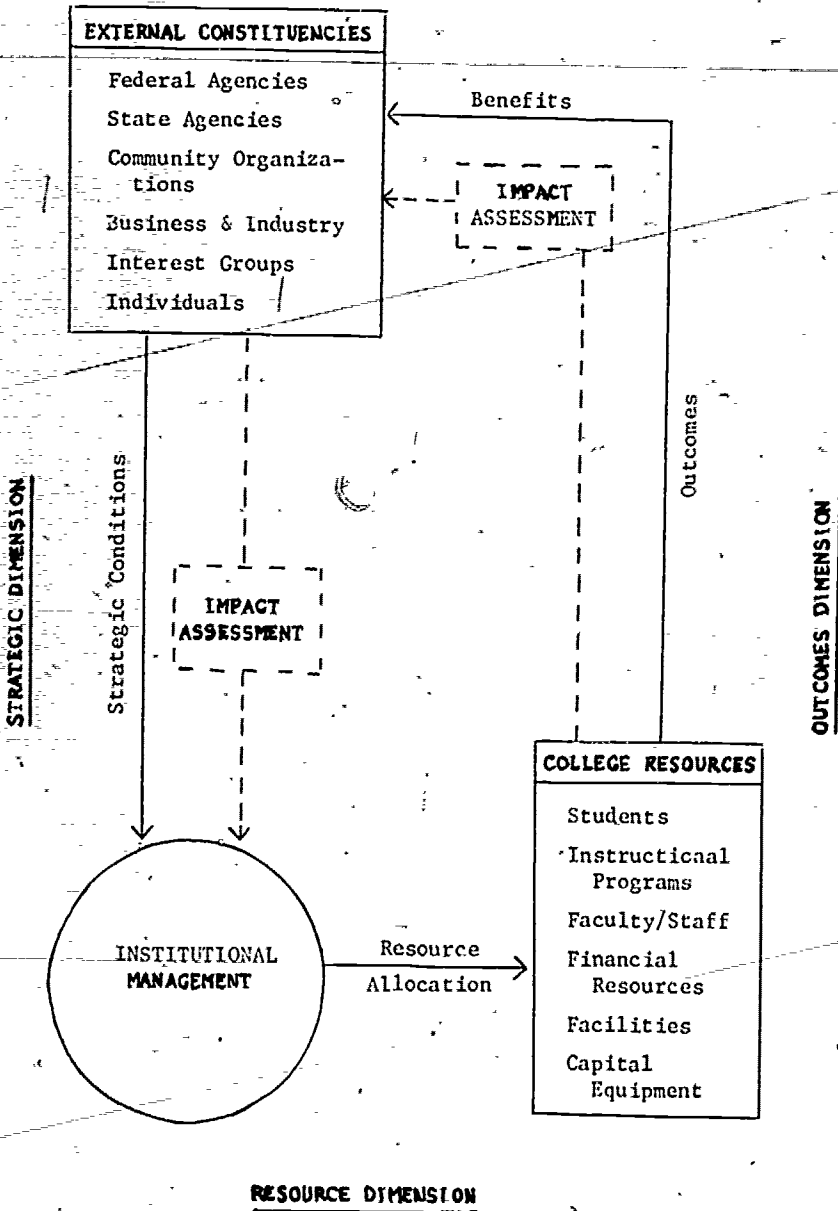 EXTERNAL CONSTITUENCIES
Federal Agencies
State Agencies
Community Organiza-
tions
Business & Industry
Interest Groups
Individuals
Benefits
IMPACT
ASSESSMENT
Outcomes
OUTCOMES DIMENSION
STRATEGIC DIMENSION
Strategic Conditions
IMPACT
ASSESSMENT
INSTITUTIONAL
MANAGEMENT
Resource
Allocation
COLLEGE RESOURCES
Students
Instructional
Programs
Faculty/Staff
Financial
Resources
Facilities
Capital
Equipment
RESOURCE DIMENSION